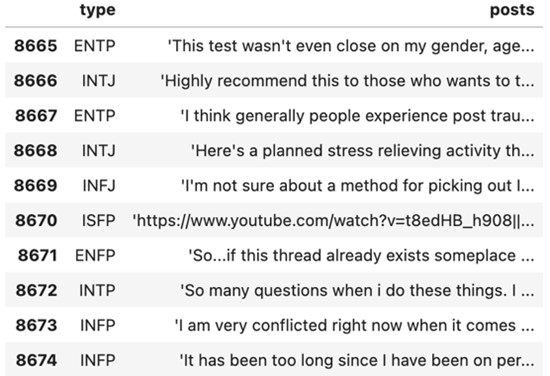 type posts
8665 ENTP 'This test wasn't even close on my gender, age...
8666 INTJ 'Highly recommend this to those who wants to t...
8667 ENTP 'I think generally people experience post trau...
8668 INTJ 'Here's a planned stress relieving activity th...
8669 INFJ 'I'm not sure about a method for picking out I...
8670 ISFP 'https://www.youtube.com/watch?v=t8edHB_h908||...
8671 ENFP 'So...if this thread already exists someplace ...
8672 INTP 'So many questions when i do these things. I ...
8673 INFP 'I am very conflicted right now when it comes ...
8674 INFP 'It has been too long since I have been on per...